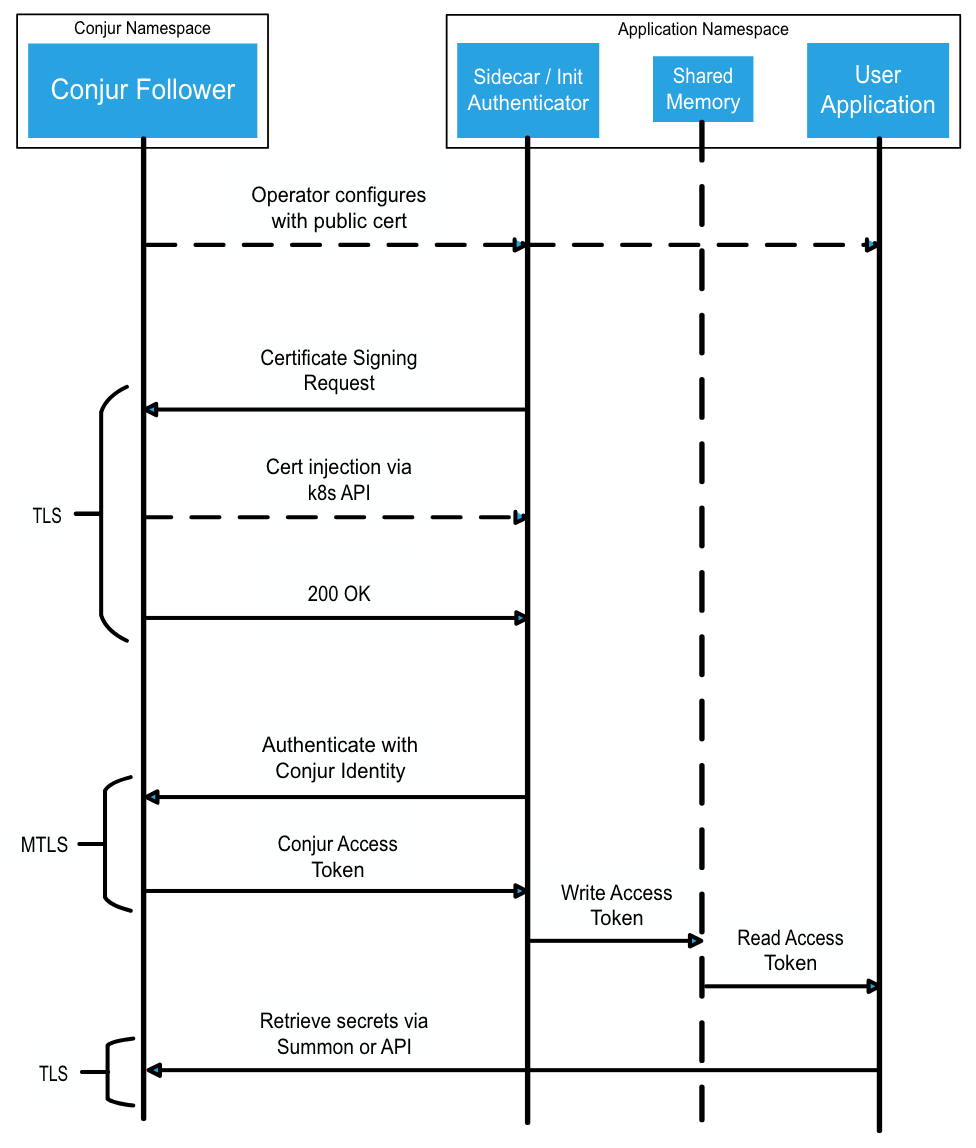 Conjur Namespace
Application Namespace
Conjur Follower
Sidecar / Init
Authenticator
Shared
Memory
User
Application
Operator configures
with public cert
Certificate Signing
Request
Cert injection via
k8s API
TLS
200 OK
Authenticate with
Conjur Identity
MTLS
Conjur Access
Token
Write Access
Token
Read Access
Token
Retrieve secrets via
Summon or API
TLS